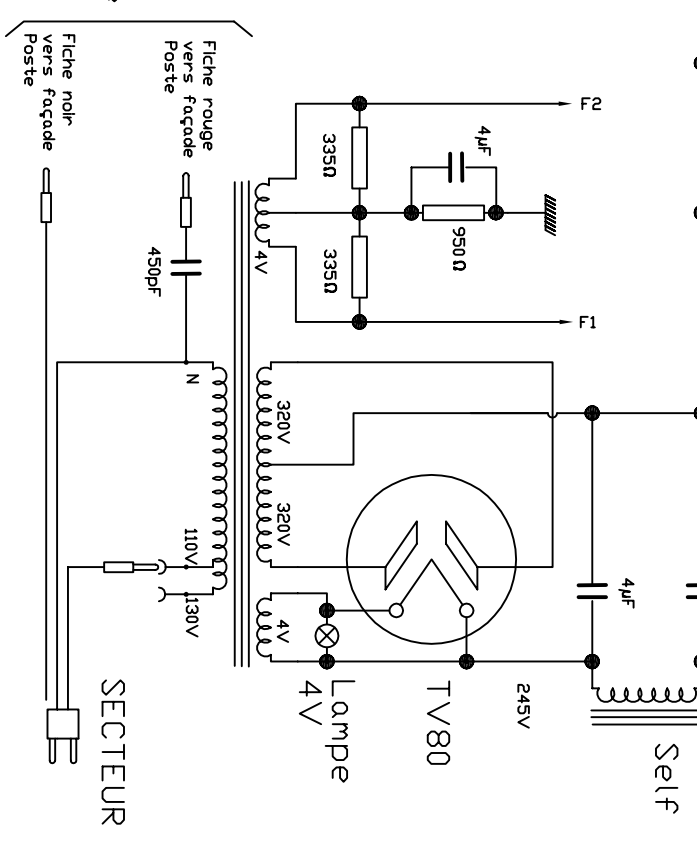 Fiche noir
vers façade
Poste
Fiche rouge
vers façade
Poste
450pF
N
110V
130V
SECTEUR
4V
320V
320V
4V
335Ω
335Ω
4µF
950Ω
F2
F1
Lampe
4V
TV80
245V
4µF
Self